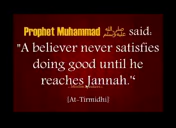 Prophet Muhammad ﷺ said:
"A believer never satisfies
doing good until he
reaches Jannah.“
[At-Tirmidhi]